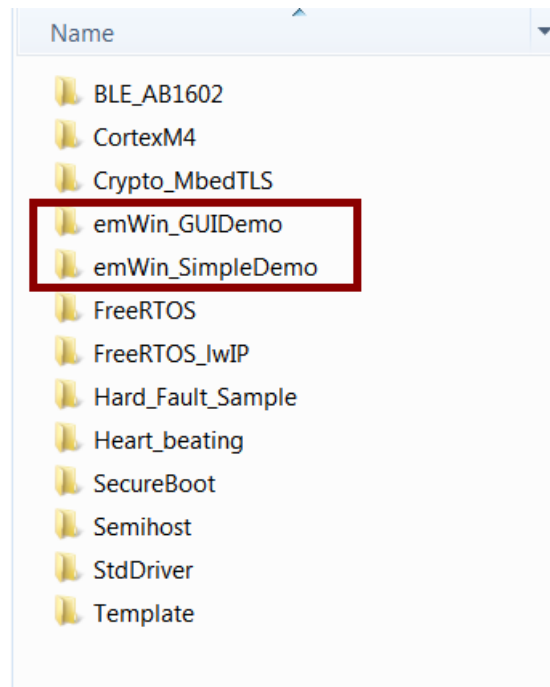 Name
BLE_AB1602
CortexM4
Crypto_MbedTLS
emWin_GUIDemo
emWin_SimpleDemo
FreeRTOS
FreeRTOS_lwIP
Hard_Fault_Sample
Heart_beating
SecureBoot
Semihost
StdDriver
Template